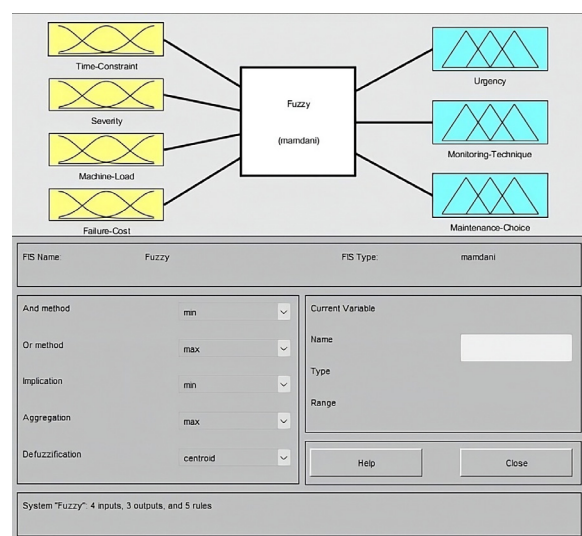 Time-Constraint
Severity
Machine-Load
Failure-Cost
Fuzzy
(mamdani)
Urgency
Monitoring-Technique
Maintenance-Choice
FIS Name: Fuzzy FIS Type: mamdani
And method min
Or method max
Implication min
Aggregation max
Defuzzification centroid
Current Variable
Name
Type
Range
Help Close
System "Fuzzy": 4 inputs, 3 outputs, and 5 rules